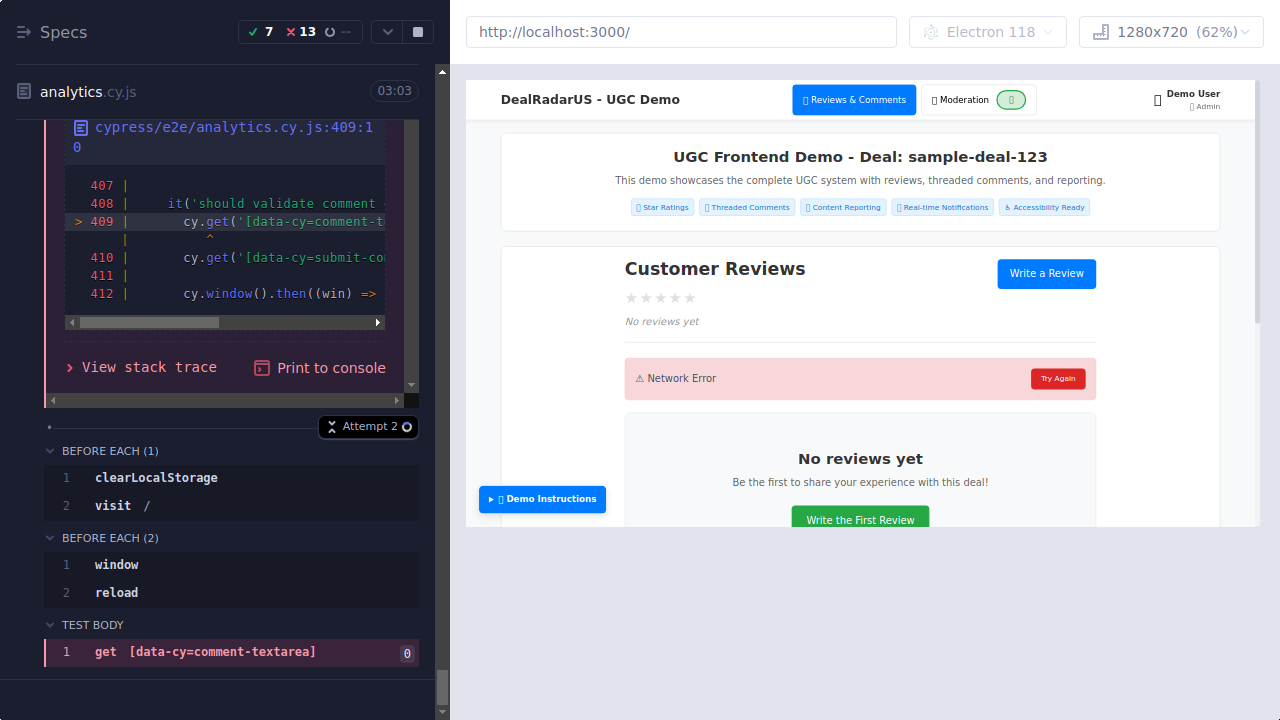 Specs
7 13 --
analytics.cy.js 03:03
cypress/e2e/analytics.cy.js:409:1
0
407 |
408 | it('should validate comment
> 409 | cy.get('[data-cy=comment-t
| ^
410 | cy.get('[data-cy=submit-co
411 |
412 | cy.window().then((win) =>
View stack trace Print to console
Attempt 2
BEFORE EACH (1)
1 clearLocalStorage
2 visit /
BEFORE EACH (2)
1 window
2 reload
TEST BODY
1 get [data-cy=comment-textarea] 0
http://localhost:3000/ Electron 118 1280x720 (62%)
DealRadarUS - UGC Demo Reviews & Comments Moderation Demo User
Admin
UGC Frontend Demo - Deal: sample-deal-123
This demo showcases the complete UGC system with reviews, threaded comments, and reporting.
Star Ratings Threaded Comments Content Reporting Real-time Notifications ♿ Accessibility Ready
Customer Reviews Write a Review
★★★★★
No reviews yet
⚠ Network Error Try Again
No reviews yet
Be the first to share your experience with this deal!
▸ Demo Instructions
Write the First Review